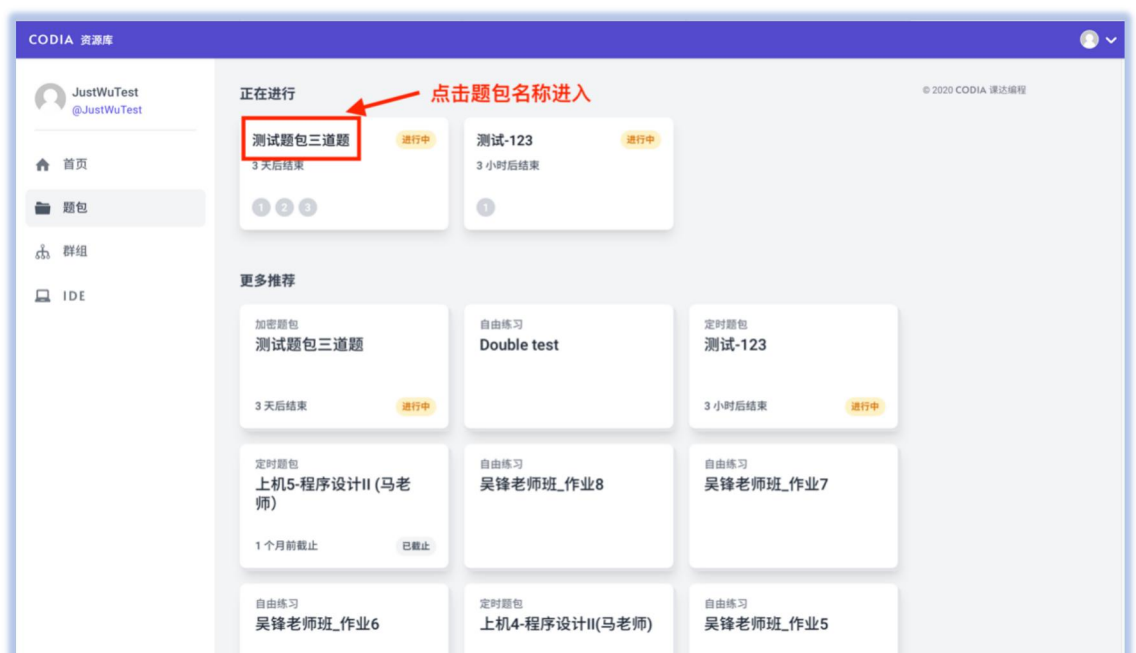 CODIA 资源库
JustWuTest
@JustWuTest
首页
题包
群组
IDE
正在进行
点击题包名称进入
© 2020 CODIA 课达编程
测试题包三道题
进行中
3 天后结束
1 2 3
测试-123
进行中
3 小时后结束
1
更多推荐
加密题包
测试题包三道题
3 天后结束
进行中
自由练习
Double test
定时题包
测试-123
3 小时后结束
进行中
定时题包
上机5-程序设计II (马老
师)
1 个月前截止
已截止
自由练习
吴锋老师班_作业8
自由练习
吴锋老师班_作业7
自由练习
吴锋老师班_作业6
定时题包
上机4-程序设计II(马老师)
自由练习
吴锋老师班_作业5